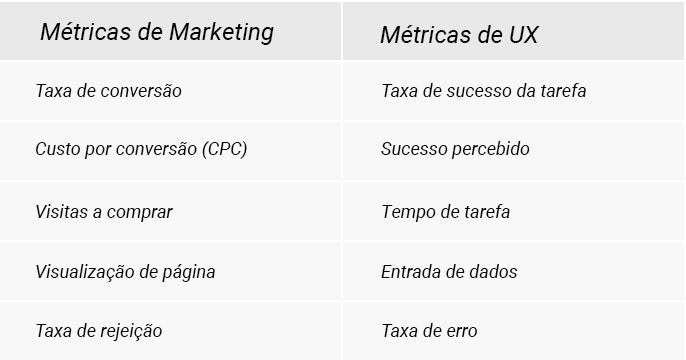 Métricas de Marketing
Métricas de UX
Taxa de conversão
Taxa de sucesso da tarefa
Custo por conversão (CPC)
Sucesso percebido
Visitas a comprar
Tempo de tarefa
Visualização de página
Entrada de dados
Taxa de rejeição
Taxa de erro